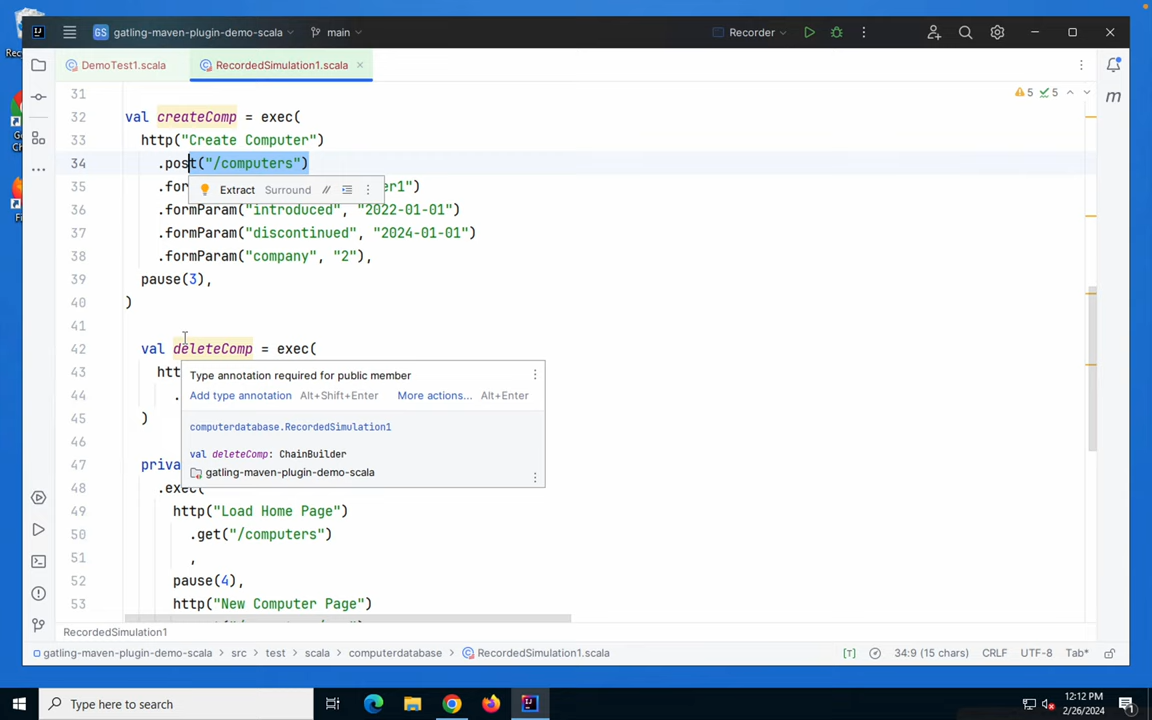 gatling-maven-plugin-demo-scala main Recorder
DemoTest1.scala RecordedSimulation1.scala
5 5
31
32 val createComp = exec(
33 http("Create Computer")
34 .post("/computers")
35 .for er1")
Extract Surround
36 .formParam("introduced", "2022-01-01")
37 .formParam("discontinued", "2024-01-01")
38 .formParam("company", "2"),
39 pause(3),
40 )
41
42 val deleteComp = exec(
43 htt
44 .
45 )
46
47 priva
48 .exec(
49 http("Load Home Page")
50 .get("/computers")
51 ,
52 pause(4),
53 http("New Computer Page")
Type annotation required for public member
Add type annotation Alt+Shift+Enter More actions... Alt+Enter
computerdatabase.RecordedSimulation1
val deleteComp: ChainBuilder
gatling-maven-plugin-demo-scala
RecordedSimulation1
gatling-maven-plugin-demo-scala src test scala computerdatabase RecordedSimulation1.scala [T] 34:9 (15 chars) CRLF UTF-8 Tab*
Type here to search
12:12 PM
2/26/2024
GS
m
1